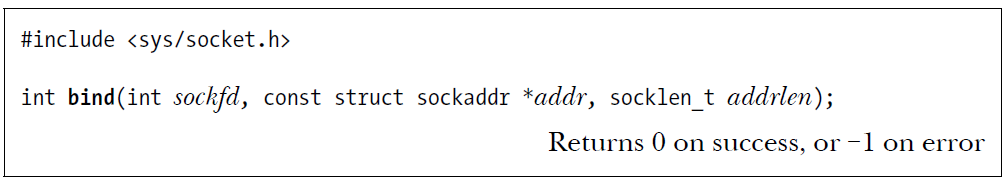 #include <sys/socket.h>
int bind(int sockfd, const struct sockaddr *addr, socklen_t addrlen);
Returns 0 on success, or −1 on error